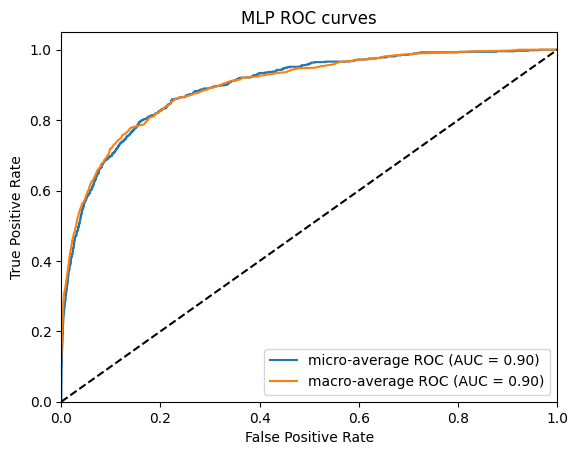 MLP ROC curves
True Positive Rate
1.0
0.8
0.6
0.4
0.2
0.0
0.0 0.2 0.4 0.6 0.8 1.0
False Positive Rate
micro-average ROC (AUC = 0.90)
macro-average ROC (AUC = 0.90)